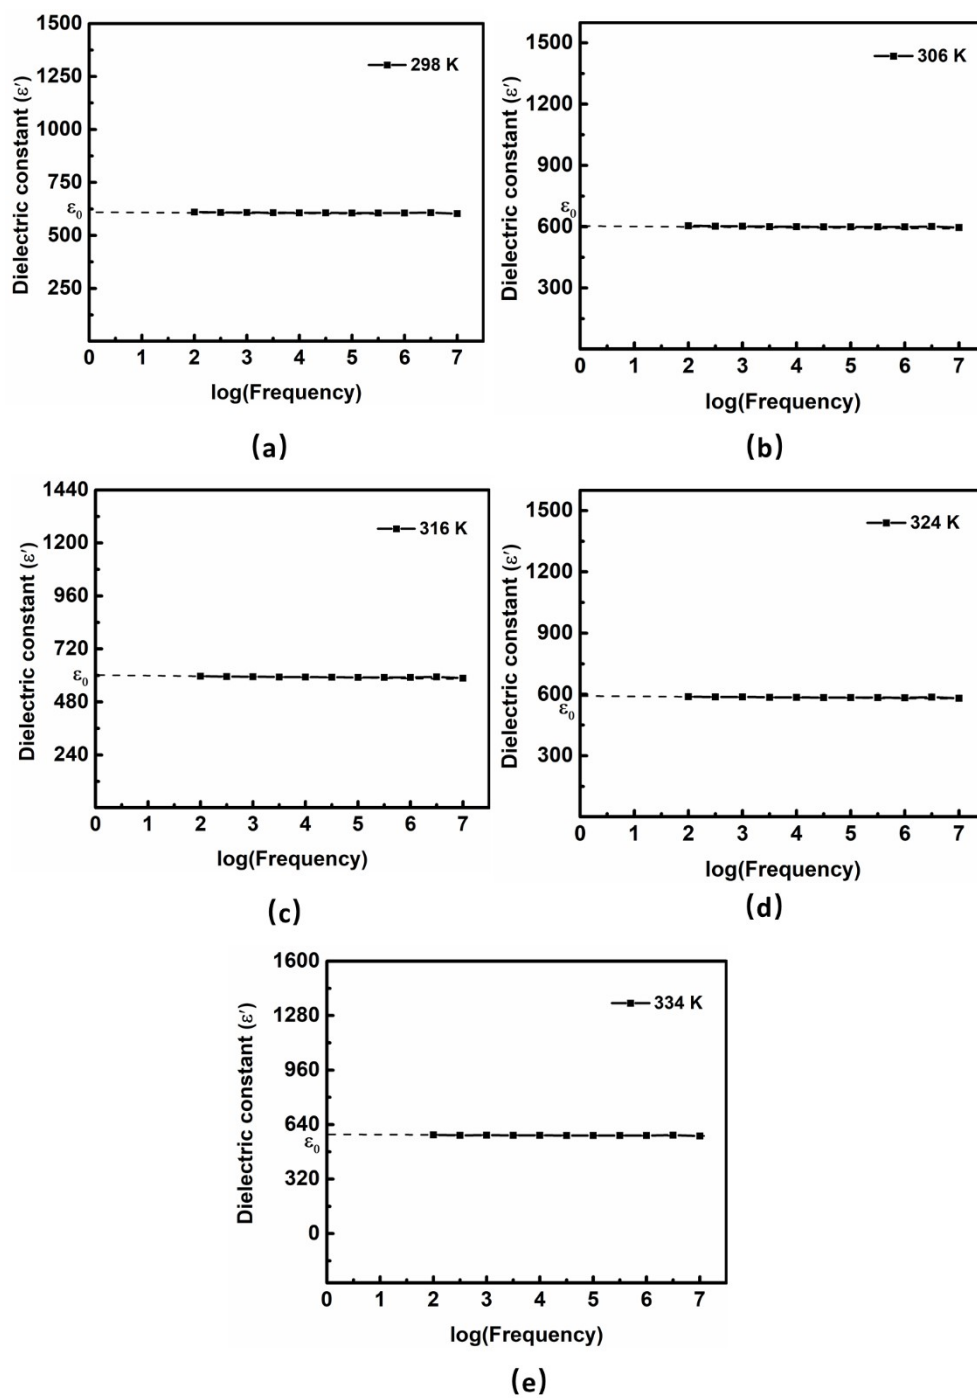 Dielectric constant (ε′)
1500
1250
1000
750
ε₀
500
250
0 1 2 3 4 5 6 7
log(Frequency)
298 K
(a)
Dielectric constant (ε′)
1500
1200
900
ε₀
600
300
0 1 2 3 4 5 6 7
log(Frequency)
306 K
(b)
Dielectric constant (ε′)
1440
1200
960
720
ε₀
480
240
0 1 2 3 4 5 6 7
log(Frequency)
316 K
(c)
Dielectric constant (ε′)
1500
1200
900
600
ε₀
300
0 1 2 3 4 5 6 7
log(Frequency)
324 K
(d)
Dielectric constant (ε′)
1600
1280
960
640
ε₀
320
0
0 1 2 3 4 5 6 7
log(Frequency)
334 K
(e)